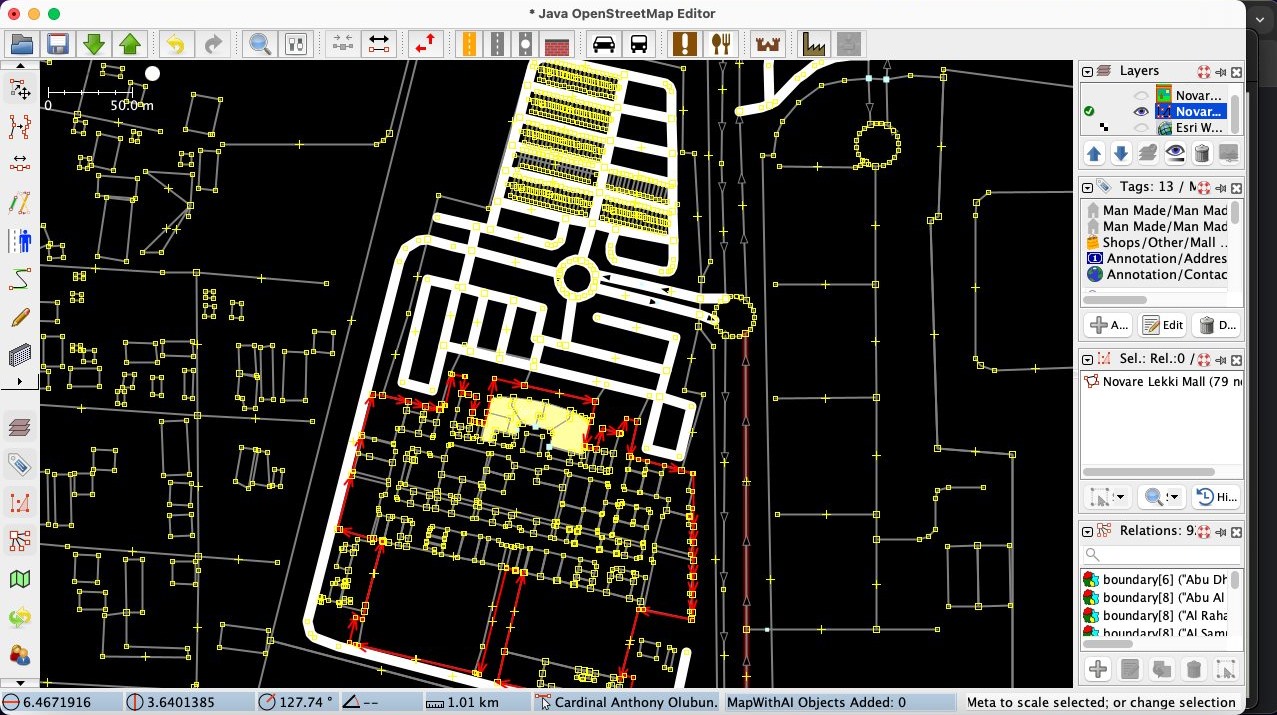 * Java OpenStreetMap Editor
0
50.0 m
Layers
Novar...
Novar...
Esri W...
Tags: 13 / M
Man Made/Man Mad
Man Made/Man Mad
Shops/Other/Mall ...
Annotation/Addres
Annotation/Contac
A...
Edit
D...
Sel.: Rel.:0 /
Novare Lekki Mall (79 n
Hi...
Relations: 9
boundary[6] ("Abu Dh
boundary[8] ("Abu Al
boundary[8] ("Al Raha
boundary[8] ("Al Sam
6.4671916
3.6401385
127.74 °
--
1.01 km
Cardinal Anthony Olubun.
MapWithAI Objects Added: 0
Meta to scale selected; or change selection